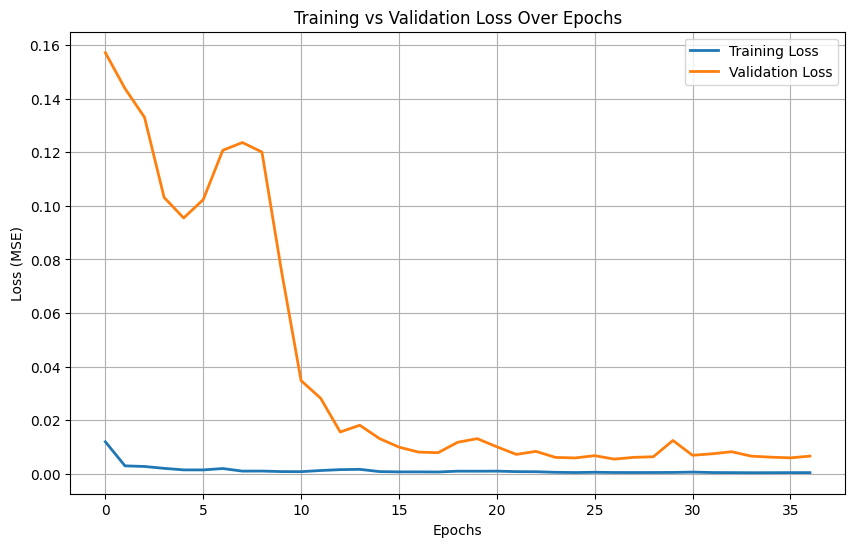 Training vs Validation Loss Over Epochs
Training Loss
Validation Loss
0.16
0.14
0.12
0.10
0.08
0.06
0.04
0.02
0.00
Loss (MSE)
0 5 10 15 20 25 30 35
Epochs